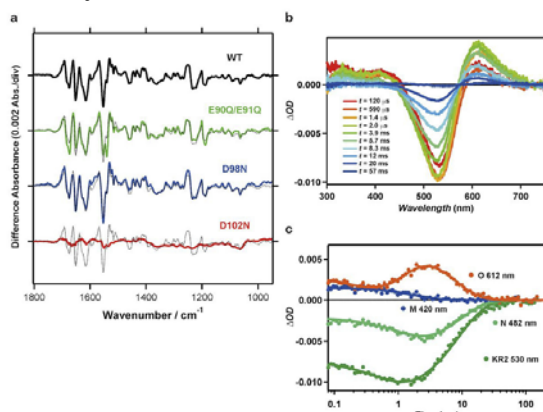 a
WT
E90Q/E91Q
D98N
D102N
Difference Absorbance (0.002 Abs./div)
1800 1600 1400 1200 1000
Wavenumber / cm⁻¹
b
0.000
-0.005
-0.010
ΔOD
t = 120 μs
t = 590 μs
t = 1.4 μs
t = 2.0 μs
t = 3.9 ms
t = 5.7 ms
t = 8.3 ms
t = 12 ms
t = 20 ms
t = 57 ms
300 400 500 600 700
Wavelength (nm)
c
0.005
0.000
-0.005
-0.010
ΔOD
O 612 nm
M 420 nm
N 482 nm
KR2 530 nm
0.1 1 10 100